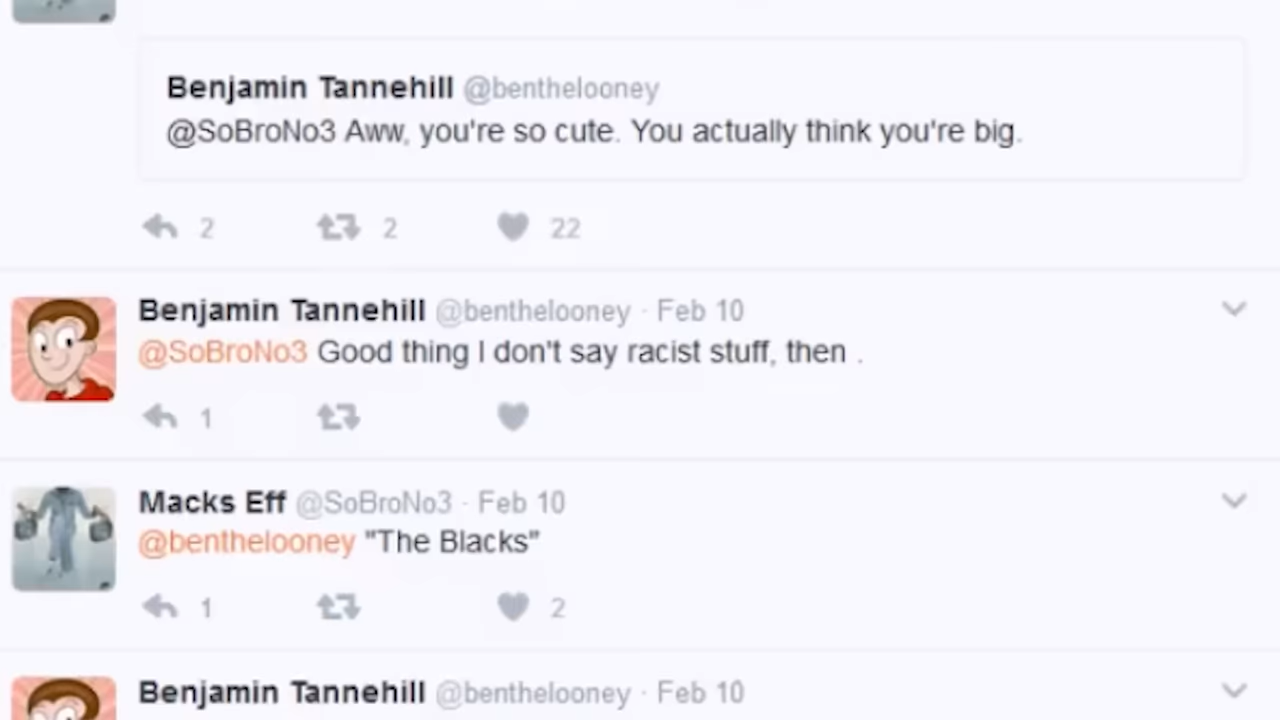 Benjamin Tannehill @benthelooney
@SoBroNo3 Aww, you're so cute. You actually think you're big.
2 2 22
Benjamin Tannehill @benthelooney · Feb 10
@SoBroNo3 Good thing I don't say racist stuff, then .
1
Macks Eff @SoBroNo3 · Feb 10
@benthelooney "The Blacks"
1 2
Benjamin Tannehill @benthelooney · Feb 10